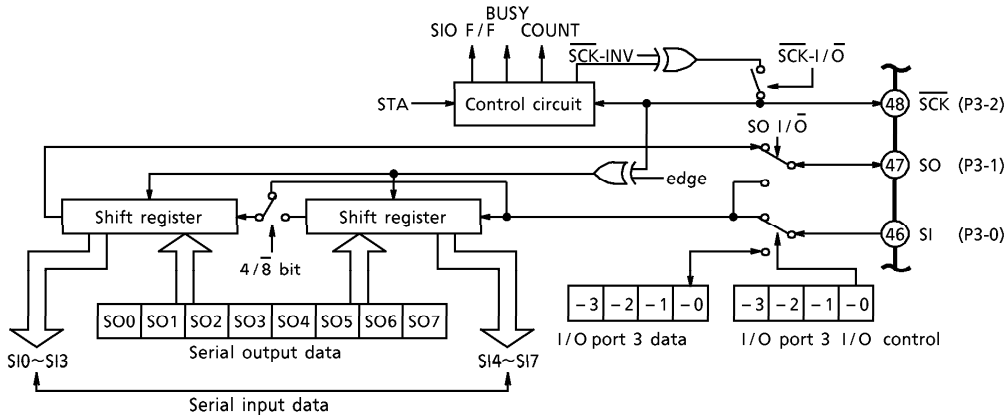 BUSY
SIO F/F COUNT
SCK-INV SCK-I/O
STA Control circuit 48 SCK (P3-2)
SO I/O
47 SO (P3-1)
edge
Shift register Shift register
46 SI (P3-0)
4/8 bit
SO0 SO1 SO2 SO3 SO4 SO5 SO6 SO7
-3 -2 -1 -0 -3 -2 -1 -0
Serial output data
I/O port 3 data I/O port 3 I/O control
SI0~SI3 SI4~SI7
Serial input data